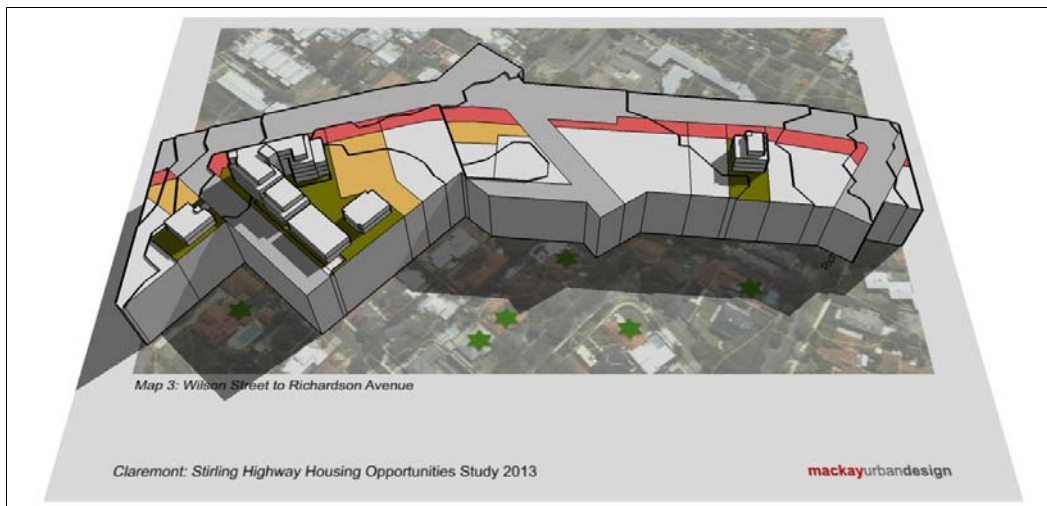 Map 3: Wilson Street to Richardson Avenue
Claremont: Stirling Highway Housing Opportunities Study 2013
mackayurbandesign